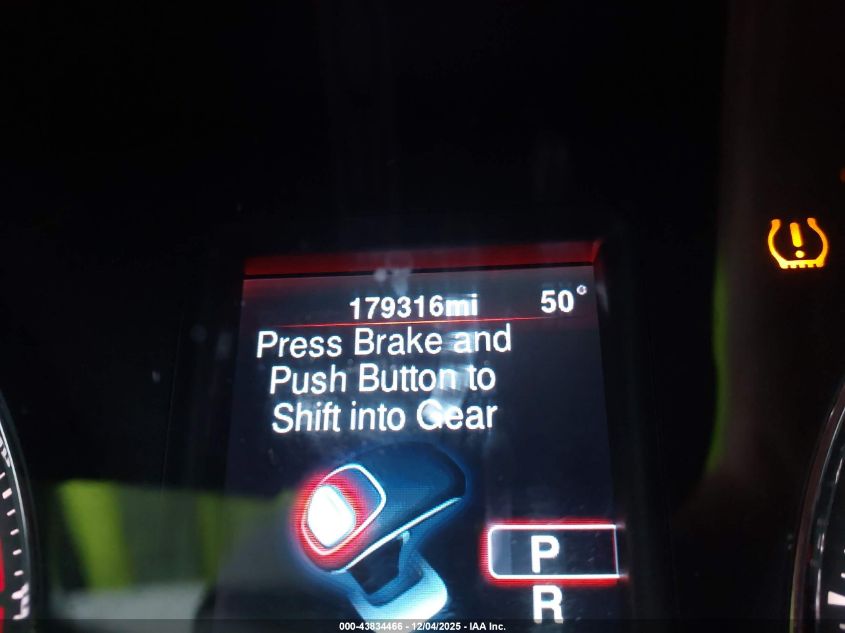 179316mi 50°
Press Brake and
Push Button to
Shift into Gear
P
R
000-43834466 - 12/04/2025 - IAA Inc.